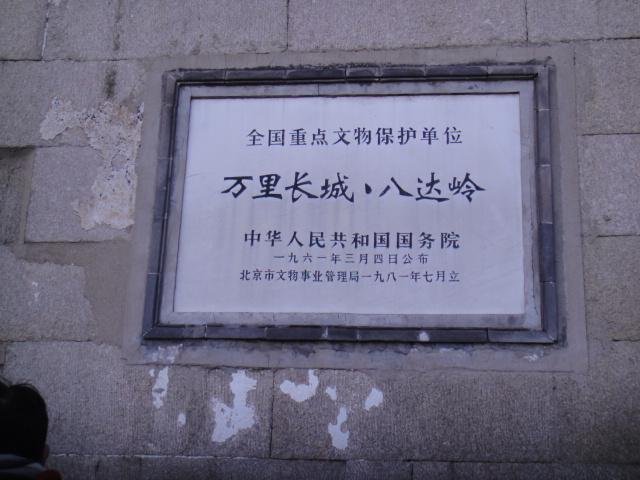 全国重点文物保护单位
万里长城·八达岭
中华人民共和国国务院
一九六一年三月四日公布
北京市文物事业管理局一九八一年七月立